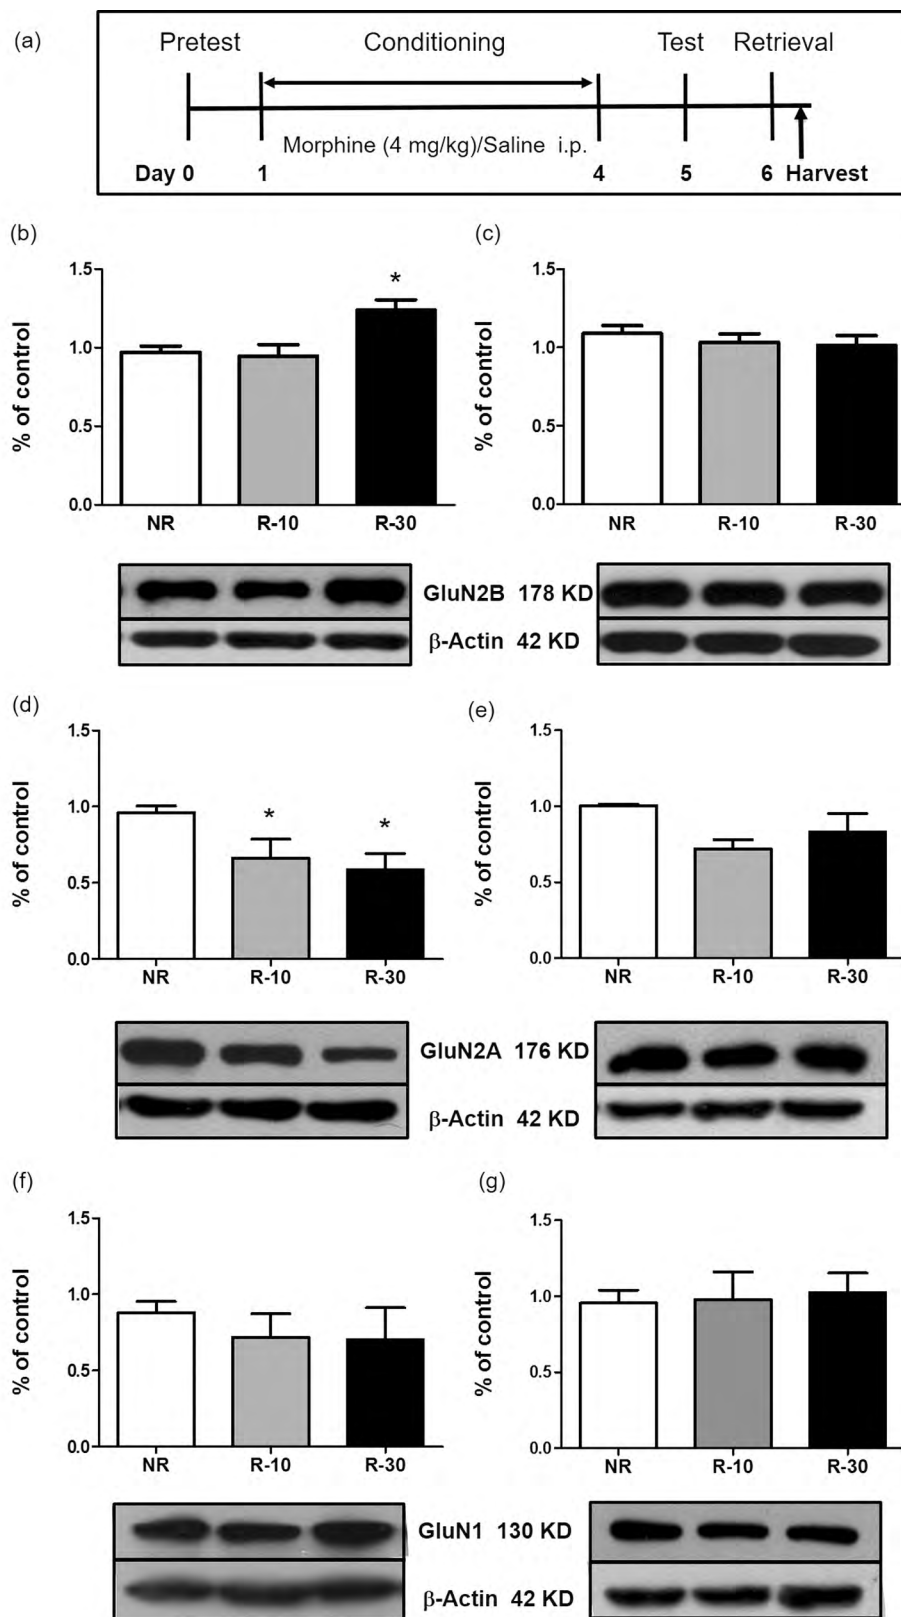 (a)
Pretest Conditioning Test Retrieval
Morphine (4 mg/kg)/Saline i.p.
Day 0 1 4 5 6 Harvest
(b)
% of control
1.5
1.0
0.5
0.0
*
NR R-10 R-30
(c)
% of control
1.5
1.0
0.5
0.0
NR R-10 R-30
GluN2B 178 KD
β-Actin 42 KD
(d)
% of control
1.5
1.0
0.5
0.0
* *
NR R-10 R-30
(e)
% of control
1.5
1.0
0.5
0.0
NR R-10 R-30
GluN2A 176 KD
β-Actin 42 KD
(f)
% of control
1.5
1.0
0.5
0.0
NR R-10 R-30
(g)
% of control
1.5
1.0
0.5
0.0
NR R-10 R-30
GluN1 130 KD
β-Actin 42 KD